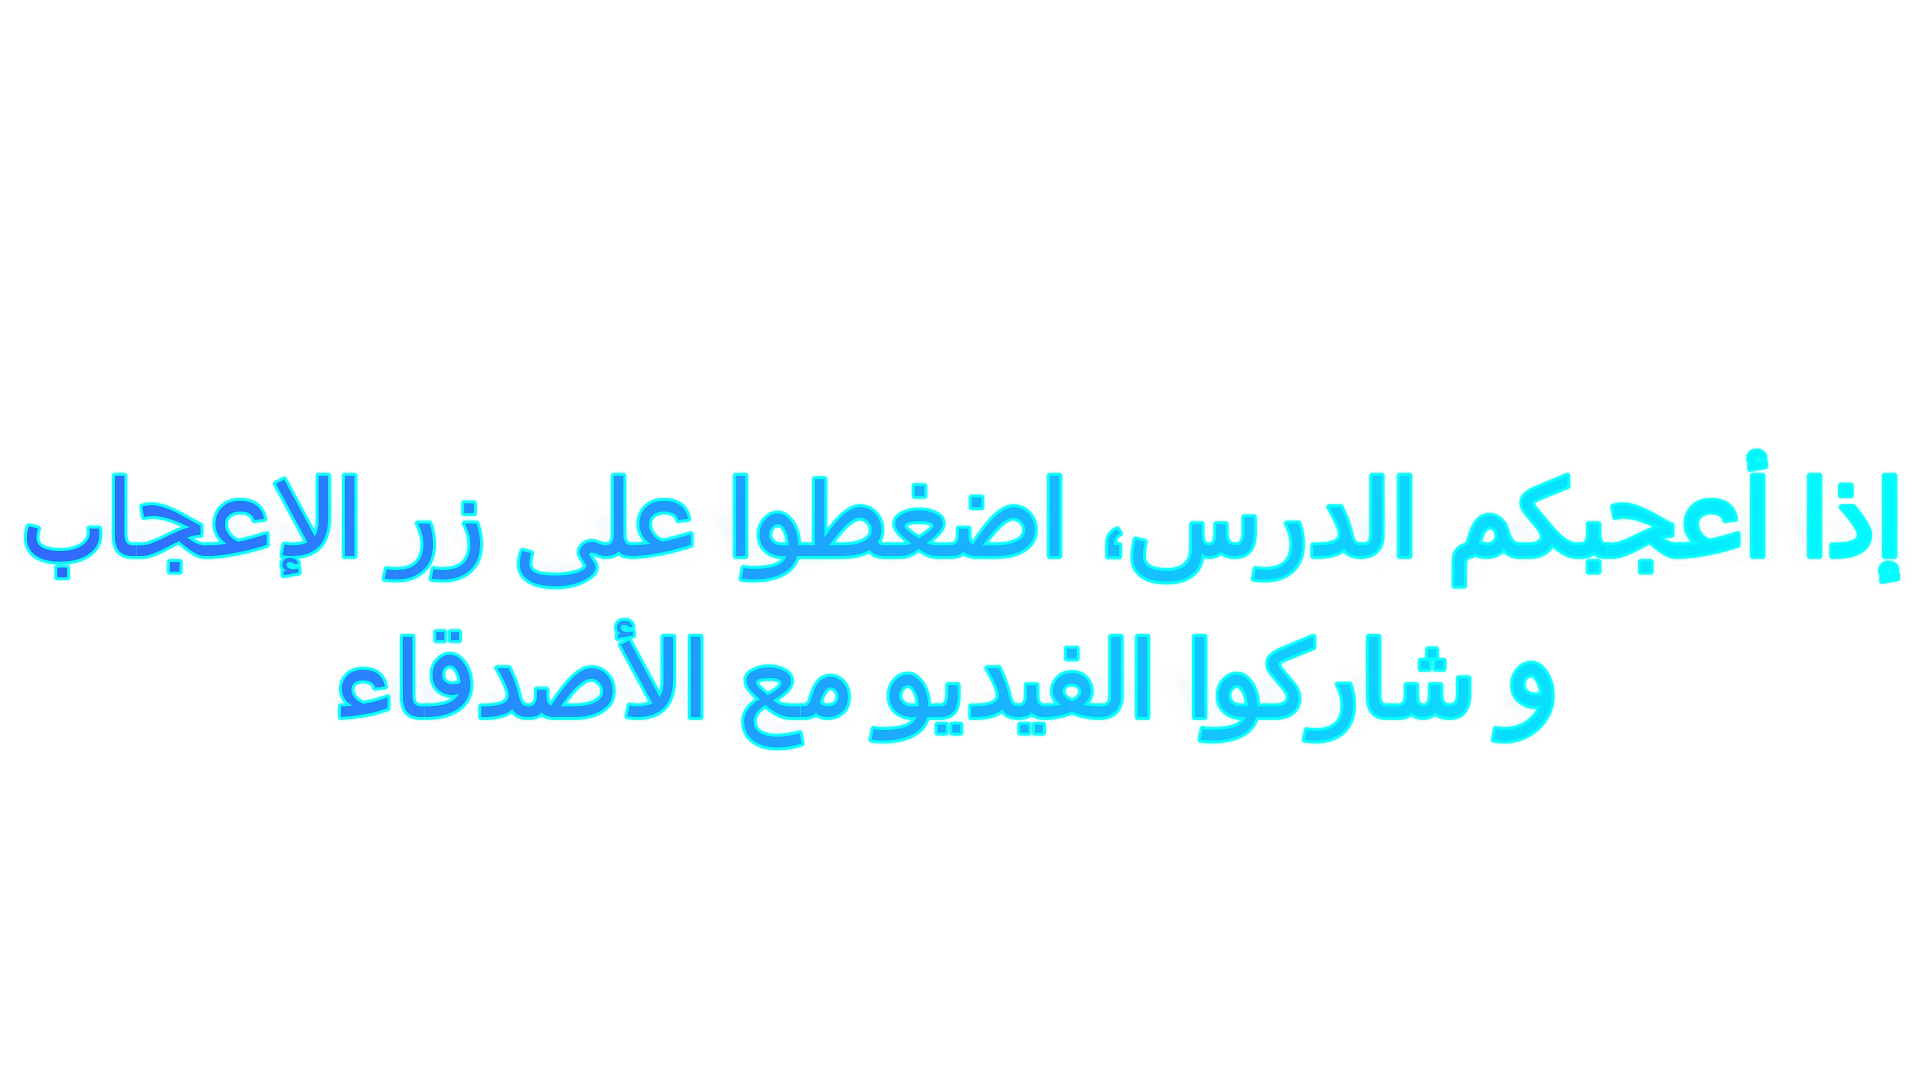 إذا أعجبكم الدرس، اضغطوا على زر الإعجاب
و شاركوا الفيديو مع الأصدقاء